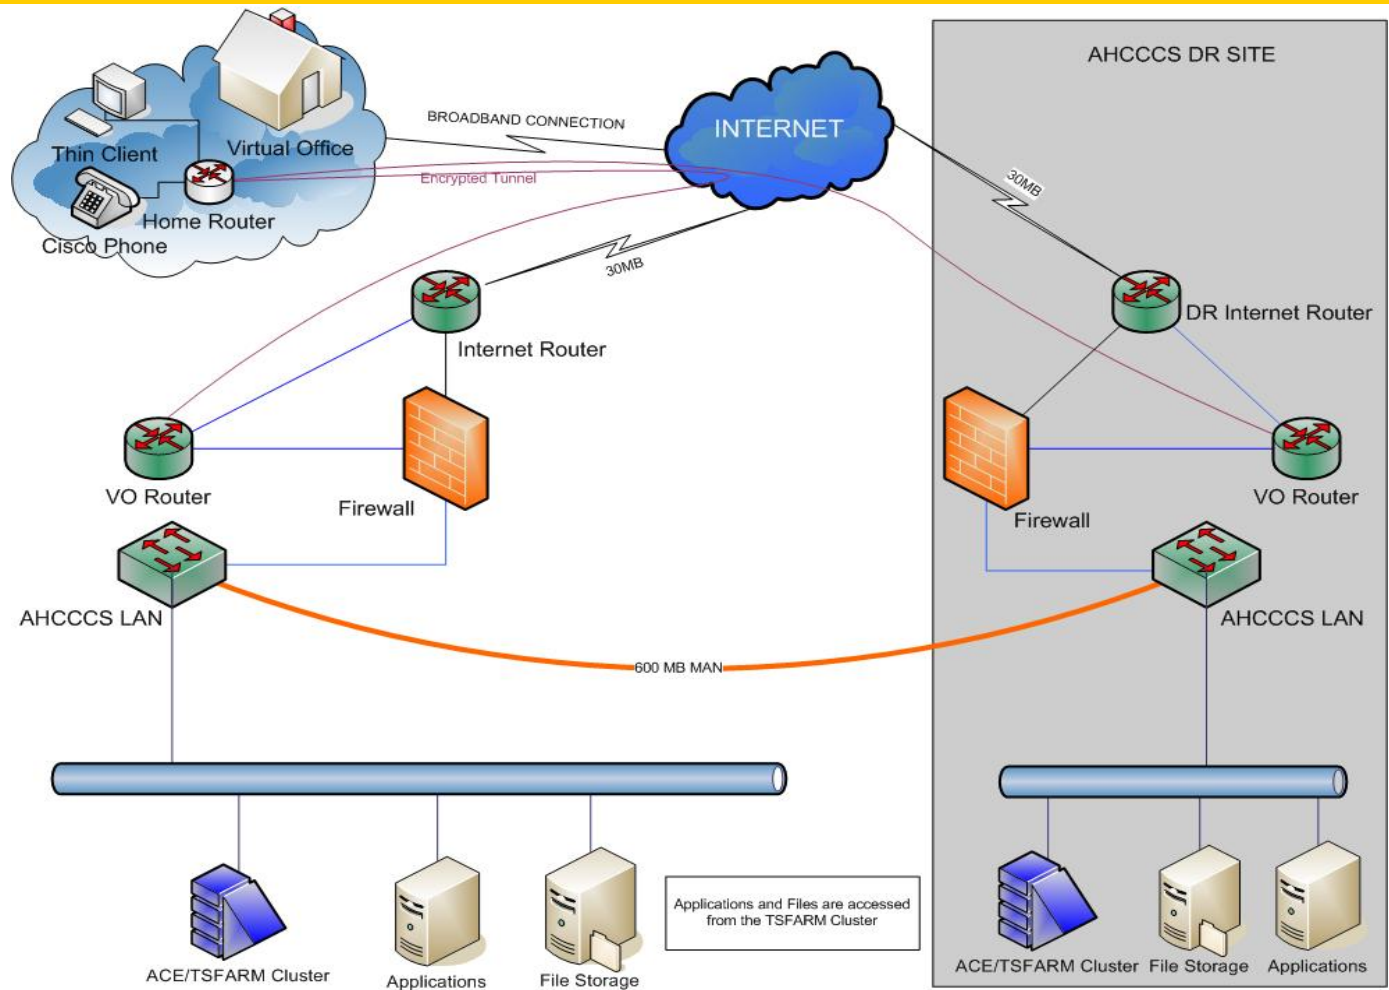 AHCCCS DR SITE
BROADBAND CONNECTION
INTERNET
Thin Client
Virtual Office
Encrypted Tunnel
30MB
Home Router
Cisco Phone
30MB
DR Internet Router
Internet Router
VO Router
Firewall
VO Router
Firewall
AHCCCS LAN
AHCCCS LAN
600 MB MAN
Applications and Files are accessed
from the TSFARM Cluster
ACE/TSFARM Cluster
Applications
File Storage
ACE/TSFARM Cluster
File Storage
Applications